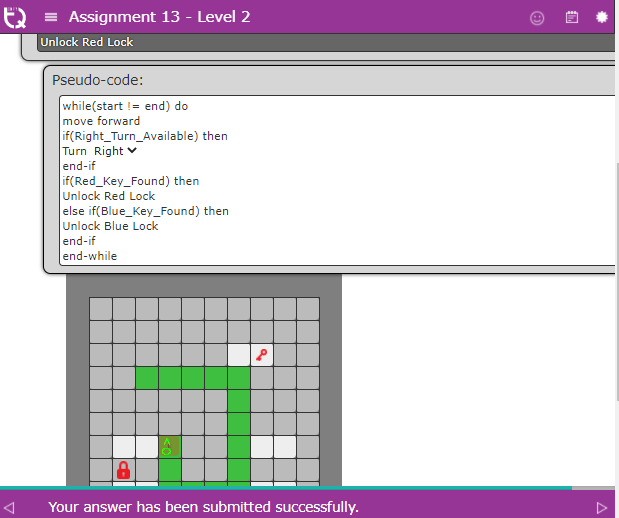 Assignment 13 - Level 2
Unlock Red Lock
Pseudo-code:
while(start != end) do
move forward
if(Right_Turn_Available) then
Turn Right
end-if
if(Red_Key_Found) then
Unlock Red Lock
else if(Blue_Key_Found) then
Unlock Blue Lock
end-if
end-while
Your answer has been submitted successfully.